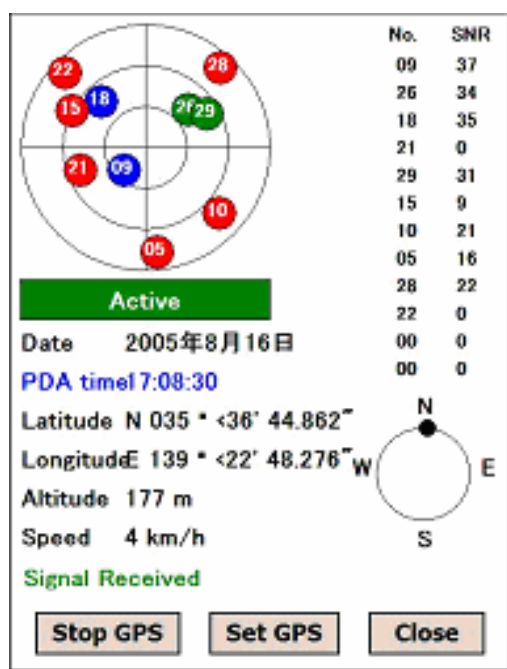 No. SNR
09 37
26 34
18 35
21 0
29 31
15 9
10 21
05 16
28 22
22 0
00 0
00 0
22
28
15
18
26
29
21
09
10
05
Active
Date 2005年8月16日
PDA time17:08:30
Latitude N 035 ° <36' 44.862"
Longitude E 139 ° <22' 48.276"
Altitude 177 m
Speed 4 km/h
Signal Received
N
W E
S
Stop GPS Set GPS Close